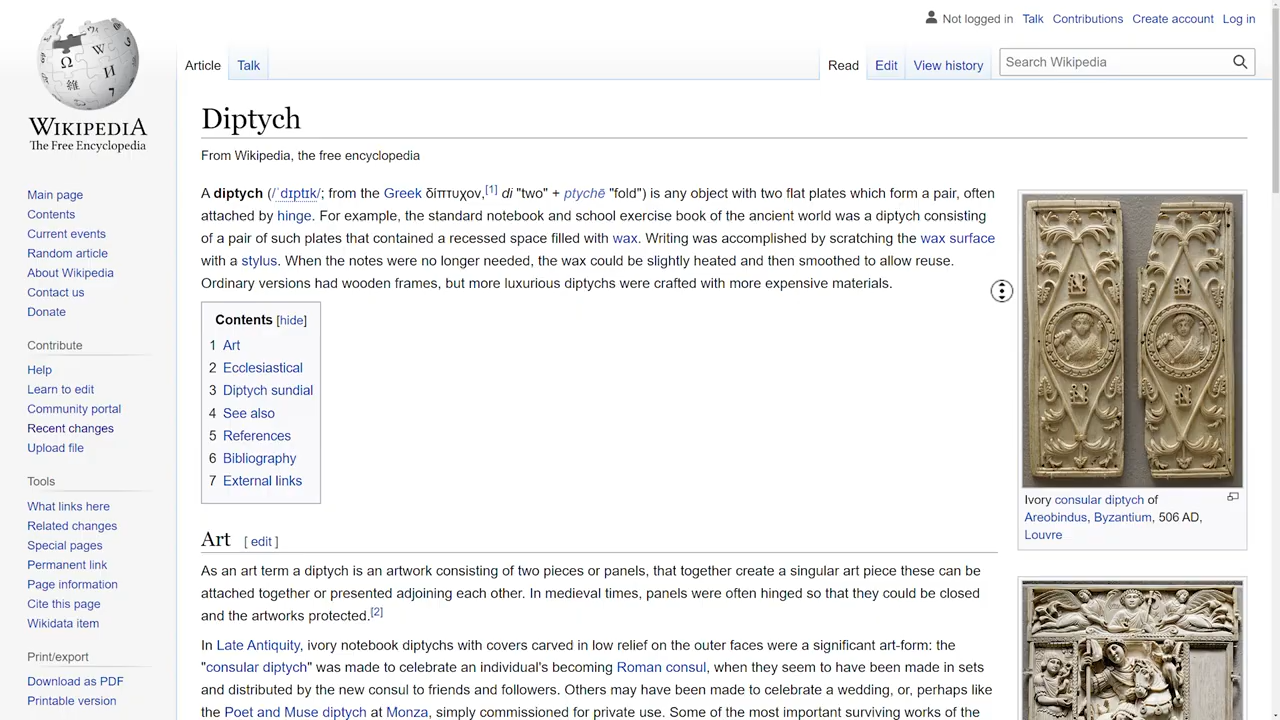 Not logged in Talk Contributions Create account Log in
Article Talk Read Edit View history Search Wikipedia
WIKIPEDIA
The Free Encyclopedia
Main page
Contents
Current events
Random article
About Wikipedia
Contact us
Donate
Contribute
Help
Learn to edit
Community portal
Recent changes
Upload file
Tools
What links here
Related changes
Special pages
Permanent link
Page information
Cite this page
Wikidata item
Print/export
Download as PDF
Printable version
Diptych
From Wikipedia, the free encyclopedia
A diptych (/ˈdɪptɪk/; from the Greek δίπτυχον,[1] di "two" + ptychē "fold") is any object with two flat plates which form a pair, often
attached by hinge. For example, the standard notebook and school exercise book of the ancient world was a diptych consisting
of a pair of such plates that contained a recessed space filled with wax. Writing was accomplished by scratching the wax surface
with a stylus. When the notes were no longer needed, the wax could be slightly heated and then smoothed to allow reuse.
Ordinary versions had wooden frames, but more luxurious diptychs were crafted with more expensive materials.
Contents [hide]
1 Art
2 Ecclesiastical
3 Diptych sundial
4 See also
5 References
6 Bibliography
7 External links
Ivory consular diptych of
Areobindus, Byzantium, 506 AD,
Louvre
Art [ edit ]
As an art term a diptych is an artwork consisting of two pieces or panels, that together create a singular art piece these can be
attached together or presented adjoining each other. In medieval times, panels were often hinged so that they could be closed
and the artworks protected.[2]
In Late Antiquity, ivory notebook diptychs with covers carved in low relief on the outer faces were a significant art-form: the
"consular diptych" was made to celebrate an individual's becoming Roman consul, when they seem to have been made in sets
and distributed by the new consul to friends and followers. Others may have been made to celebrate a wedding, or, perhaps like
the Poet and Muse diptych at Monza, simply commissioned for private use. Some of the most important surviving works of the